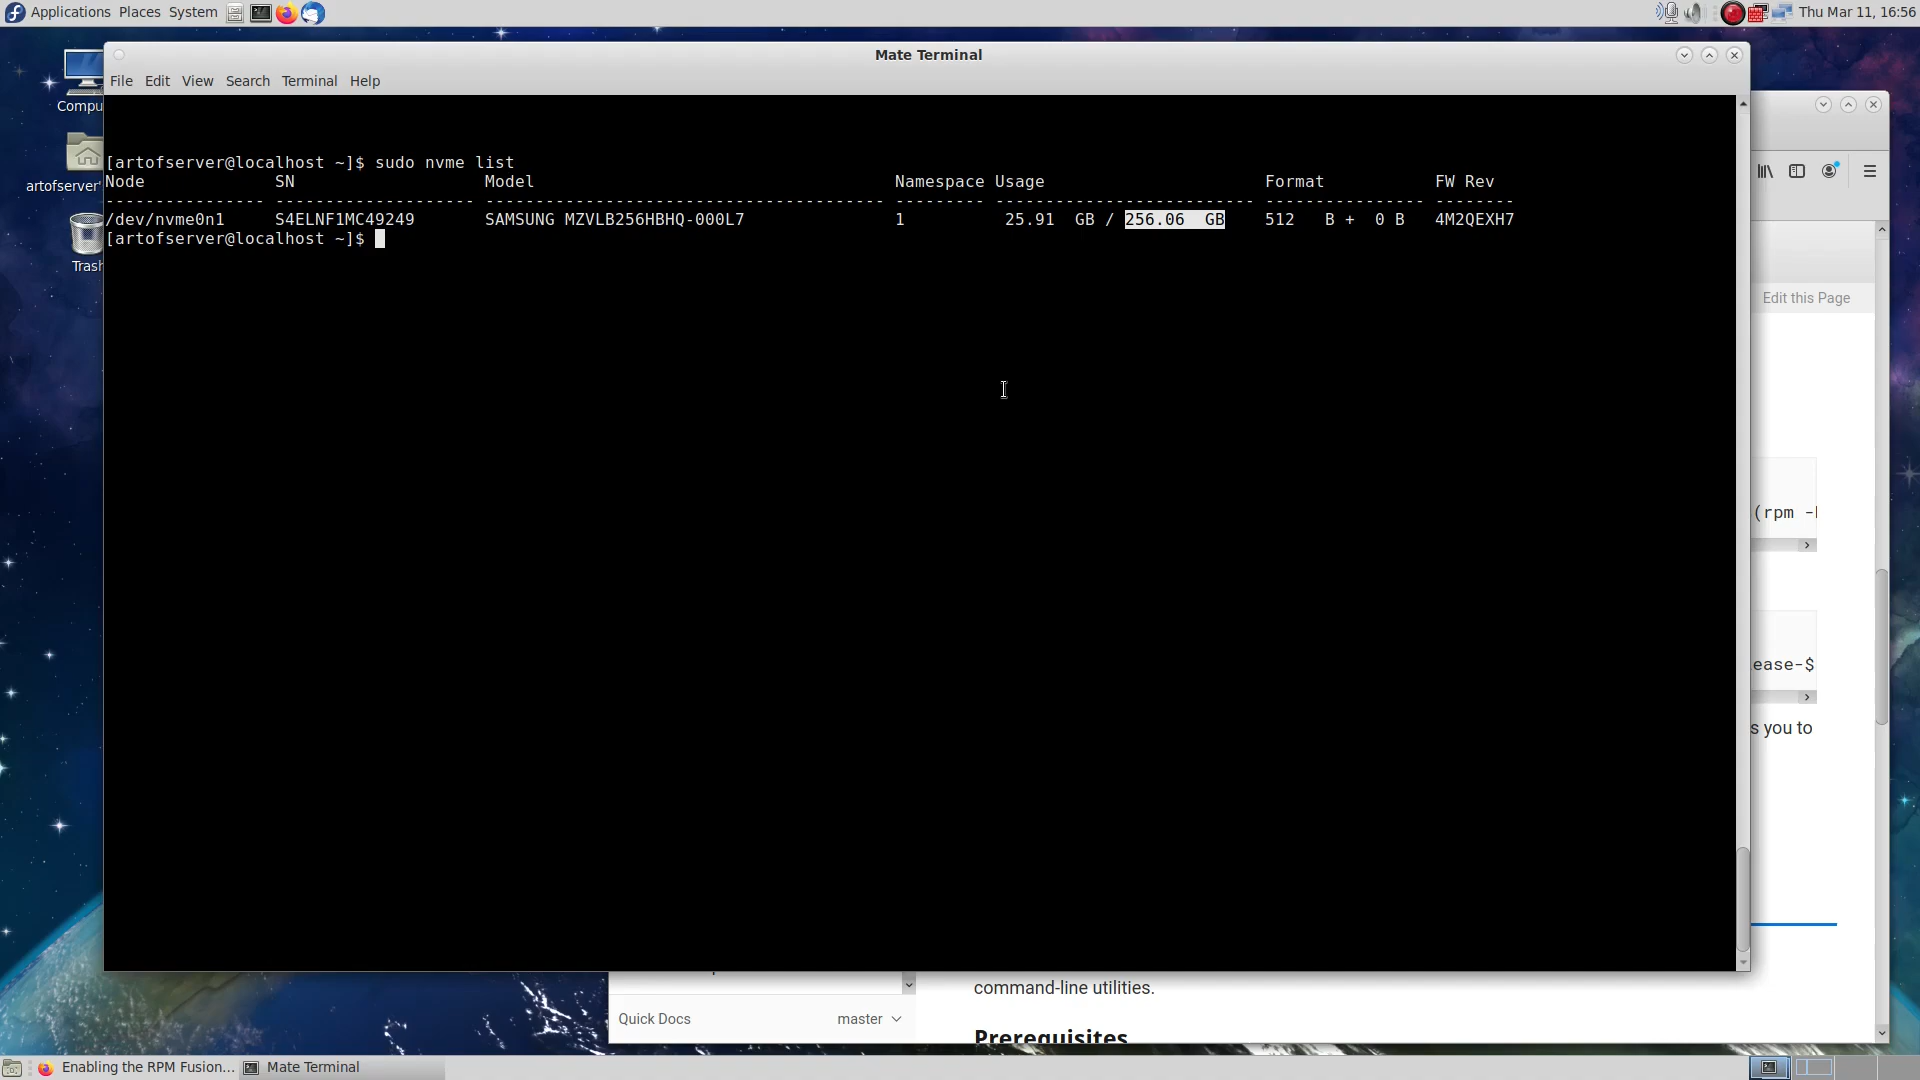 Applications Places System Thu Mar 11, 16:56
Mate Terminal
File Edit View Search Terminal Help
Compu
artofserver'
Trash
[artofserver@localhost ~]$ sudo nvme list
Node SN Model Namespace Usage Format FW Rev
---------------- -------------------- ---------------------------------------- --------- -------------------------- ---------------- --------
/dev/nvme0n1 S4ELNF1MC49249 SAMSUNG MZVLB256HBHQ-000L7 1 25.91 GB / 256.06 GB 512 B + 0 B 4M2QEXH7
[artofserver@localhost ~]$
Edit this Page
(rpm -
ease-$
s you to
command-line utilities.
Quick Docs master
Prerequisites
Enabling the RPM Fusion... Mate Terminal